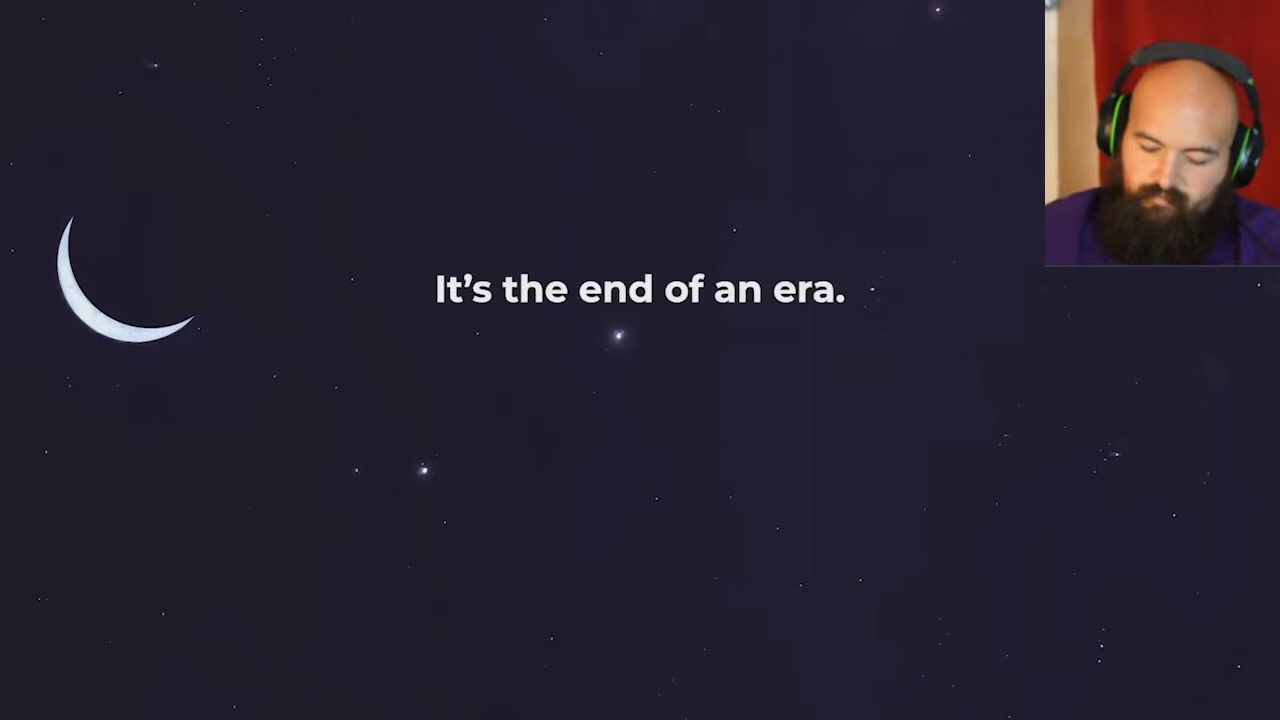 It’s the end of an era.